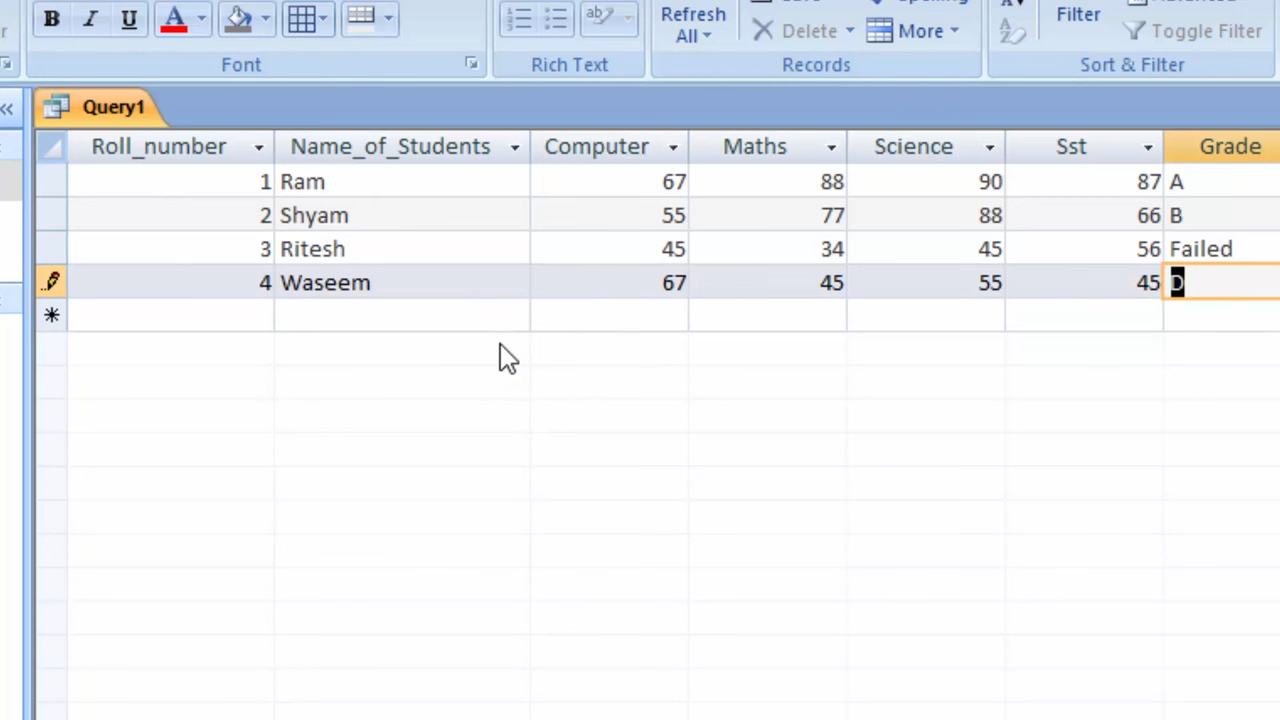 B I U A
ab
Refresh
All
Delete
More
Filter
Toggle Filter
Font
Rich Text
Records
Sort & Filter
Query1
Roll_number Name_of_Students Computer Maths Science Sst Grade
1 Ram 67 88 90 87 A
2 Shyam 55 77 88 66 B
3 Ritesh 45 34 45 56 Failed
4 Waseem 67 45 55 45 D